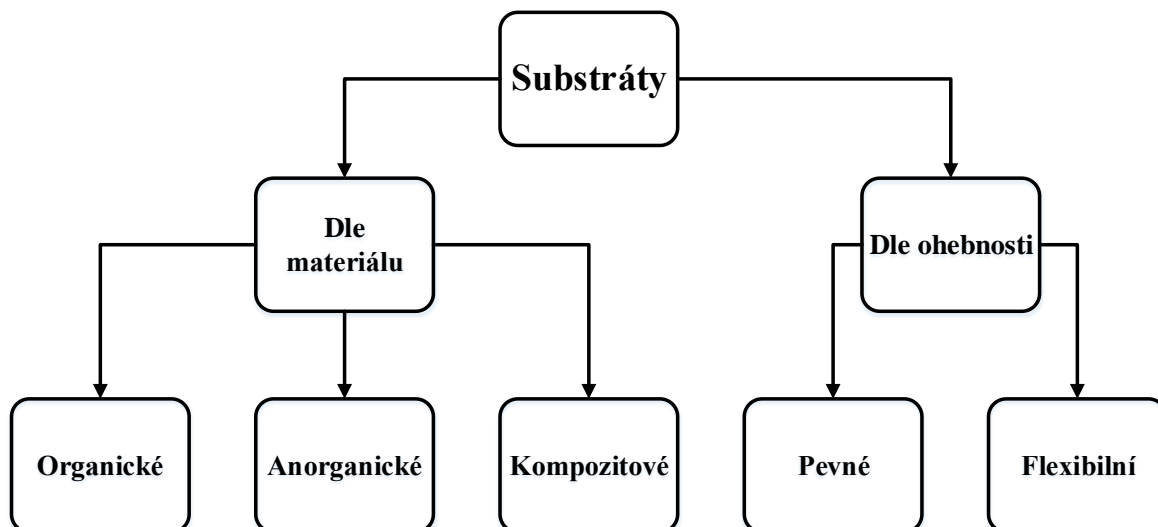 Substráty
Dle
materiálu
Dle ohebnosti
Organické
Anorganické
Kompozitové
Pevné
Flexibilní